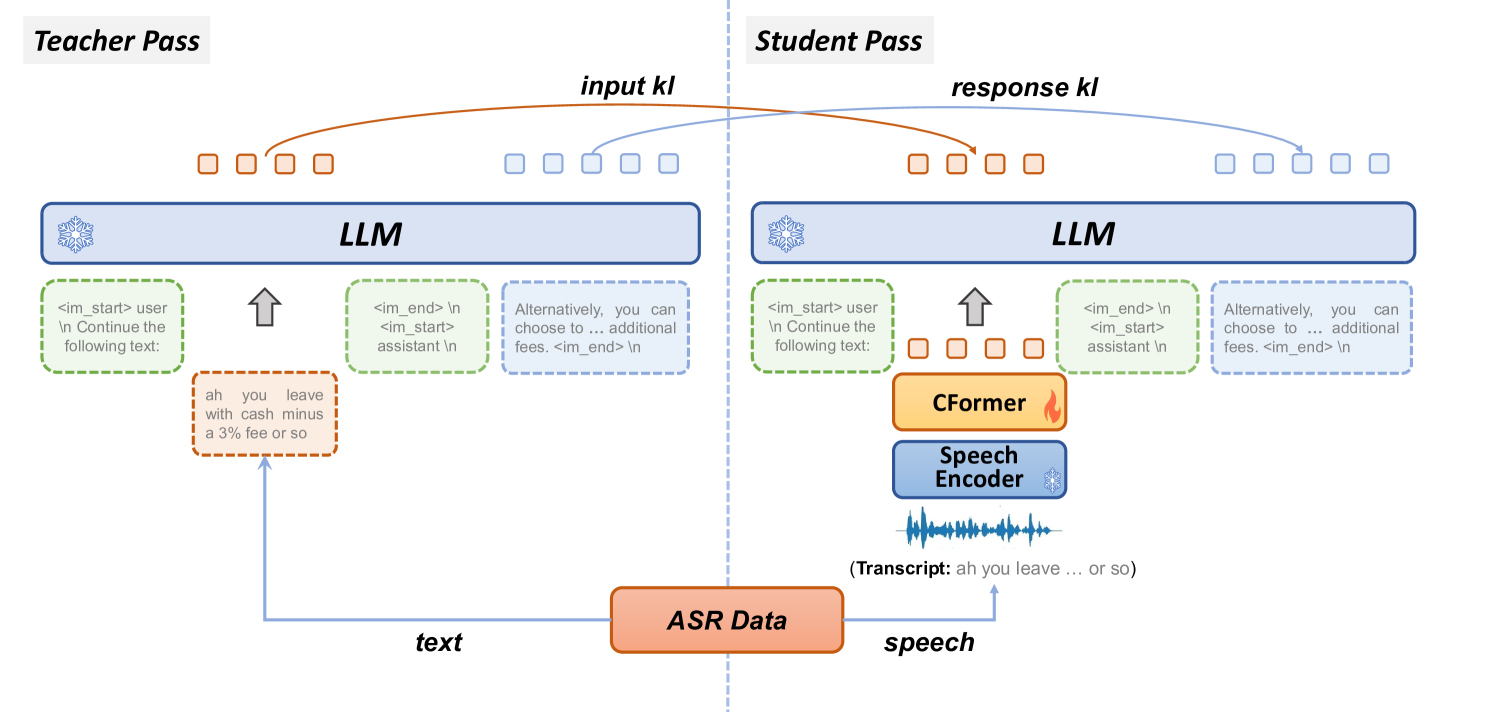 Teacher Pass
Student Pass
input kl
response kl
LLM
LLM
<im_start> user
\n Continue the
following text:
<im_end> \n
<im_start>
assistant \n
Alternatively, you can
choose to … additional
fees. <im_end> \n
<im_start> user
\n Continue the
following text:
<im_end> \n
<im_start>
assistant \n
Alternatively, you can
choose to … additional
fees. <im_end> \n
ah you leave
with cash minus
a 3% fee or so
CFormer
Speech
Encoder
(Transcript: ah you leave … or so)
ASR Data
text
speech